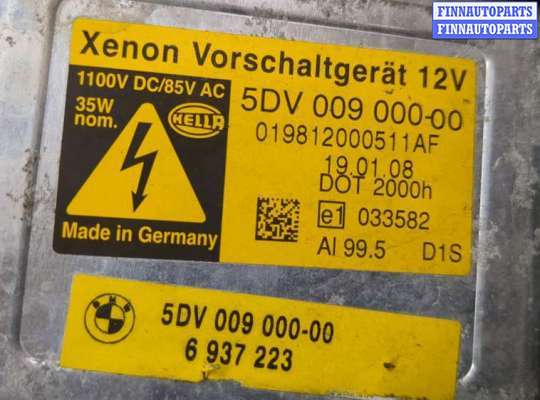 FINNAUTOPARTS
FINNAUTOPARTS
Xenon Vorschaltgerät 12V
1100V DC/85V AC
35W
nom.
HELLA
Made in Germany
5DV 009 000-00
019812000511AF
19.01.08
DOT 2000h
e1 033582
Al 99.5 D1S
5DV 009 000-00
6 937 223